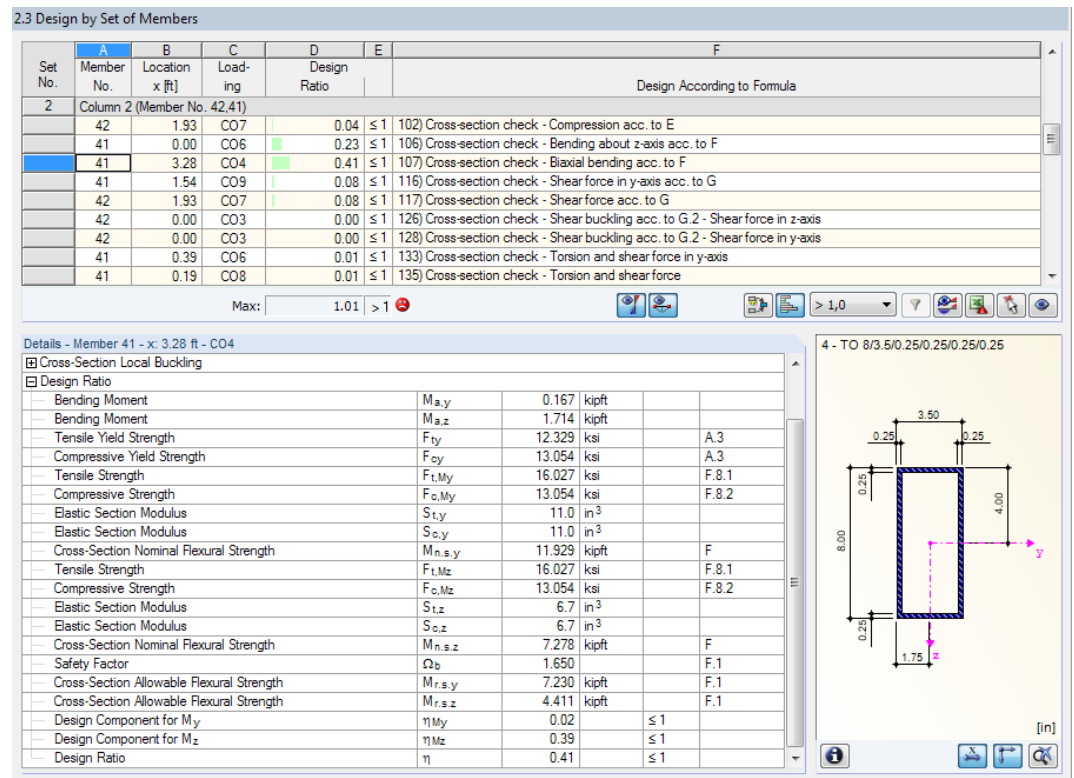 2.3 Design by Set of Members
A B C D E F
Set Member Location Load- Design
No. No. x [ft] ing Ratio Design According to Formula
2 Column 2 (Member No. 42,41)
42 1.93 CO7 0.04 ≤ 1 102) Cross-section check - Compression acc. to E
41 0.00 CO6 0.23 ≤ 1 106) Cross-section check - Bending about z-axis acc. to F
41 3.28 CO4 0.41 ≤ 1 107) Cross-section check - Biaxial bending acc. to F
41 1.54 CO9 0.08 ≤ 1 116) Cross-section check - Shear force in y-axis acc. to G
42 1.93 CO7 0.08 ≤ 1 117) Cross-section check - Shear force acc. to G
42 0.00 CO3 0.00 ≤ 1 126) Cross-section check - Shear buckling acc. to G.2 - Shear force in z-axis
42 0.00 CO3 0.00 ≤ 1 128) Cross-section check - Shear buckling acc. to G.2 - Shear force in y-axis
41 0.39 CO6 0.01 ≤ 1 133) Cross-section check - Torsion and shear force in y-axis
41 0.19 CO8 0.01 ≤ 1 135) Cross-section check - Torsion and shear force
Max: 1.01 > 1 > 1,0
Details - Member 41 - x: 3.28 ft - CO4
Cross-Section Local Buckling
Design Ratio
Bending Moment Ma,y 0.167 kipft
Bending Moment Ma,z 1.714 kipft
Tensile Yield Strength Fty 12.329 ksi A.3
Compressive Yield Strength Fcy 13.054 ksi A.3
Tensile Strength Ft,My 16.027 ksi F.8.1
Compressive Strength Fc,My 13.054 ksi F.8.2
Elastic Section Modulus St,y 11.0 in3
Elastic Section Modulus Sc,y 11.0 in3
Cross-Section Nominal Flexural Strength Mn.s.y 11.929 kipft F
Tensile Strength Ft,Mz 16.027 ksi F.8.1
Compressive Strength Fc,Mz 13.054 ksi F.8.2
Elastic Section Modulus St,z 6.7 in3
Elastic Section Modulus Sc,z 6.7 in3
Cross-Section Nominal Flexural Strength Mn.s.z 7.278 kipft F
Safety Factor Ωb 1.650 F.1
Cross-Section Allowable Flexural Strength Mr.s.y 7.230 kipft F.1
Cross-Section Allowable Flexural Strength Mr.s.z 4.411 kipft F.1
Design Component for My ηMy 0.02 ≤ 1
Design Component for Mz ηMz 0.39 ≤ 1
Design Ratio η 0.41 ≤ 1
4 - TO 8/3.5/0.25/0.25/0.25/0.25
3.50
0.25 0.25
0.25
4.00
8.00
y
0.25
1.75 z
[in]